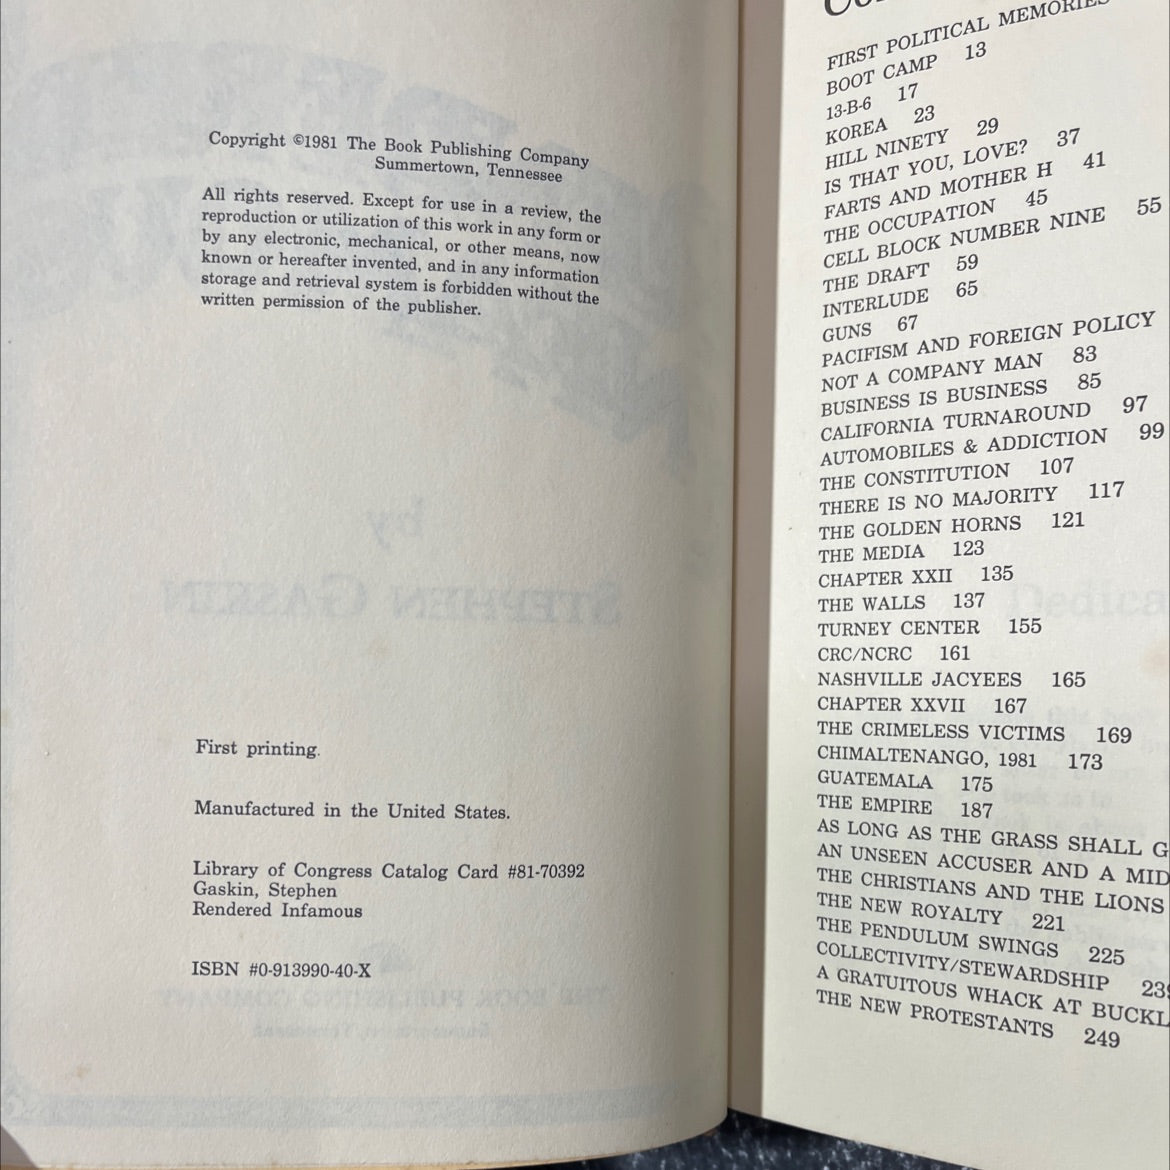 Copyright ©1981 The Book Publishing Company
Summertown, Tennessee
All rights reserved. Except for use in a review, the
reproduction or utilization of this work in any form or
by any electronic, mechanical, or other means, now
known or hereafter invented, and in any information
storage and retrieval system is forbidden without the
written permission of the publisher.
by
STEPHEN GASKIN
First printing.
Manufactured in the United States.
Library of Congress Catalog Card #81-70392
Gaskin, Stephen
Rendered Infamous
ISBN #0-913990-40-X
THE BOOK PUBLISHING COMPANY
FIRST POLITICAL MEMORIES
BOOT CAMP 13
13-B-6 17
KOREA 23
HILL NINETY 29
IS THAT YOU, LOVE? 37
FARTS AND MOTHER H 41
THE OCCUPATION 45
CELL BLOCK NUMBER NINE 55
THE DRAFT 59
INTERLUDE 65
GUNS 67
PACIFISM AND FOREIGN POLICY
NOT A COMPANY MAN 83
BUSINESS IS BUSINESS 85
CALIFORNIA TURNAROUND 97
AUTOMOBILES & ADDICTION 99
THE CONSTITUTION 107
THERE IS NO MAJORITY 117
THE GOLDEN HORNS 121
THE MEDIA 123
CHAPTER XXII 135
THE WALLS 137
TURNEY CENTER 155
CRC/NCRC 161
NASHVILLE JACYEES 165
CHAPTER XXVII 167
THE CRIMELESS VICTIMS 169
CHIMALTENANGO, 1981 173
GUATEMALA 175
THE EMPIRE 187
AS LONG AS THE GRASS SHALL G
AN UNSEEN ACCUSER AND A MID
THE CHRISTIANS AND THE LIONS
THE NEW ROYALTY 221
THE PENDULUM SWINGS 225
COLLECTIVITY/STEWARDSHIP 239
A GRATUITOUS WHACK AT BUCKL
THE NEW PROTESTANTS 249